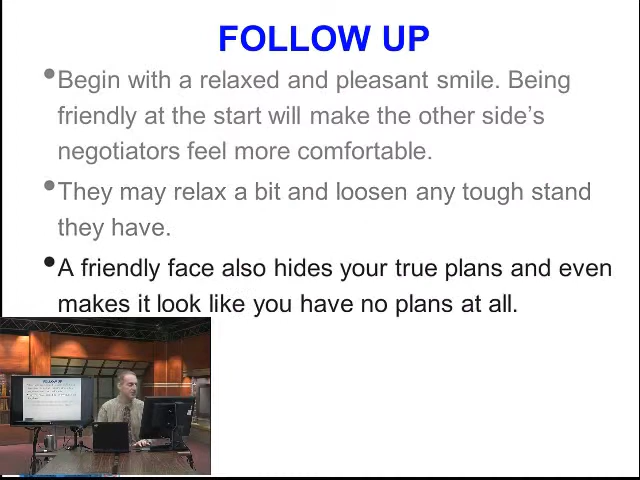 FOLLOW UP
•Begin with a relaxed and pleasant smile. Being
friendly at the start will make the other side's
negotiators feel more comfortable.
•They may relax a bit and loosen any tough stand
they have.
•A friendly face also hides your true plans and even
makes it look like you have no plans at all.
FOLLOW UP